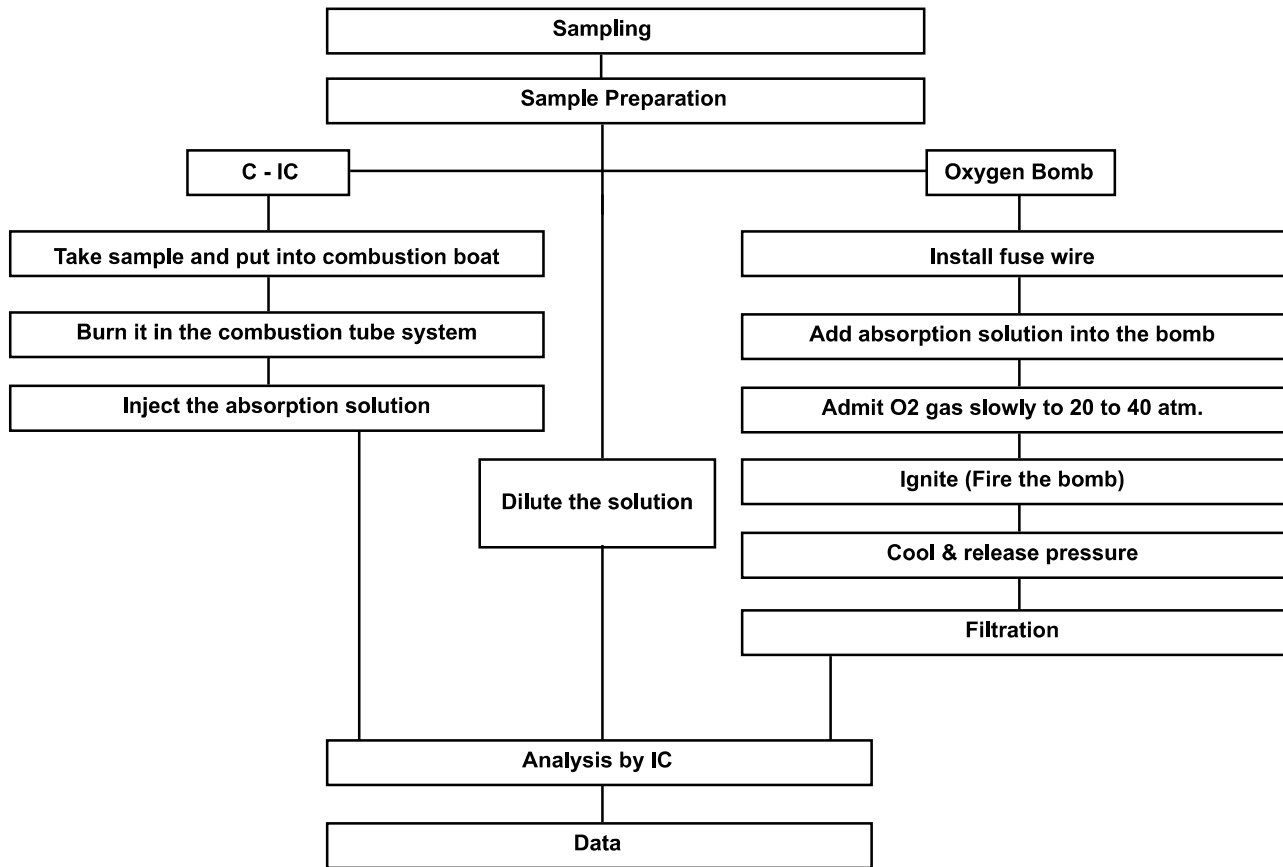 Sampling
Sample Preparation
C - IC
Oxygen Bomb
Take sample and put into combustion boat
Burn it in the combustion tube system
Inject the absorption solution
Dilute the solution
Install fuse wire
Add absorption solution into the bomb
Admit O2 gas slowly to 20 to 40 atm.
Ignite (Fire the bomb)
Cool & release pressure
Filtration
Analysis by IC
Data